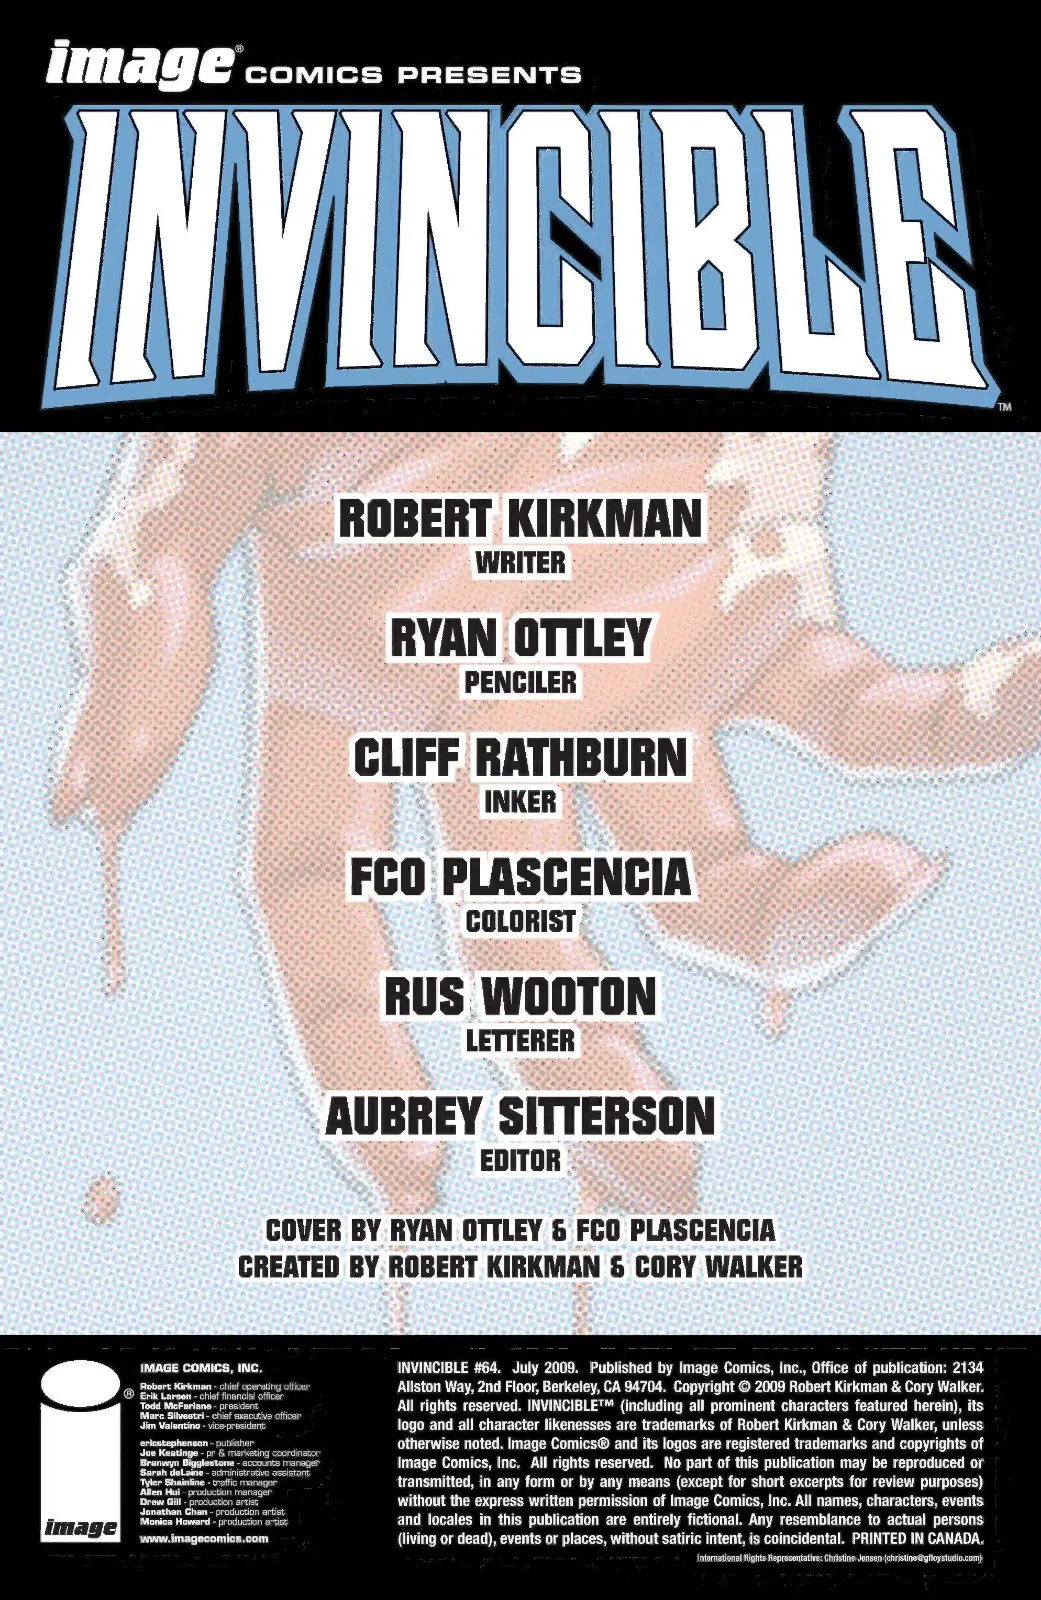 image® COMICS PRESENTS
INVINCIBLE™
ROBERT KIRKMAN
WRITER
RYAN OTTLEY
PENCILER
CLIFF RATHBURN
INKER
FCO PLASCENCIA
COLORIST
RUS WOOTON
LETTERER
AUBREY SITTERSON
EDITOR
COVER BY RYAN OTTLEY & FCO PLASCENCIA
CREATED BY ROBERT KIRKMAN & CORY WALKER
®
image
IMAGE COMICS, INC.
Robert Kirkman - chief operating officer
Erik Larsen - chief financial officer
Todd McFarlane - president
Marc Silvestri - chief executive officer
Jim Valentino - vice-president
ericstephenson - publisher
Joe Keatinge - pr & marketing coordinator
Branwyn Bigglestone - accounts manager
Sarah deLaine - administrative assistant
Tyler Shainline - traffic manager
Allen Hui - production manager
Drew Gill - production artist
Jonathan Chan - production artist
Monica Howard - production artist
www.imagecomics.com
INVINCIBLE #64. July 2009. Published by Image Comics, Inc., Office of publication: 2134
Allston Way, 2nd Floor, Berkeley, CA 94704. Copyright © 2009 Robert Kirkman & Cory Walker.
All rights reserved. INVINCIBLE™ (including all prominent characters featured herein), its
logo and all character likenesses are trademarks of Robert Kirkman & Cory Walker, unless
otherwise noted. Image Comics® and its logos are registered trademarks and copyrights of
Image Comics, Inc. All rights reserved. No part of this publication may be reproduced or
transmitted, in any form or by any means (except for short excerpts for review purposes)
without the express written permission of Image Comics, Inc. All names, characters, events
and locales in this publication are entirely fictional. Any resemblance to actual persons
(living or dead), events or places, without satiric intent, is coincidental. PRINTED IN CANADA.
International Rights Representative: Christine Jensen (christine@gfloystudio.com)